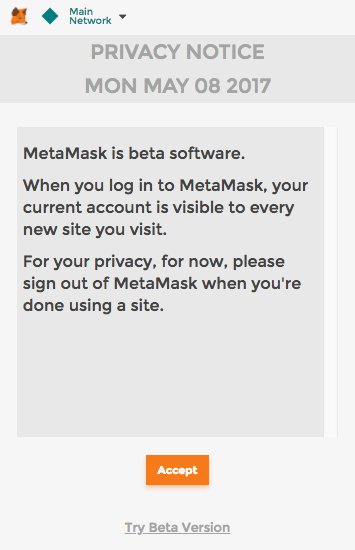 Main
Network
PRIVACY NOTICE
MON MAY 08 2017
MetaMask is beta software.
When you log in to MetaMask, your
current account is visible to every
new site you visit.
For your privacy, for now, please
sign out of MetaMask when you're
done using a site.
Accept
Try Beta Version